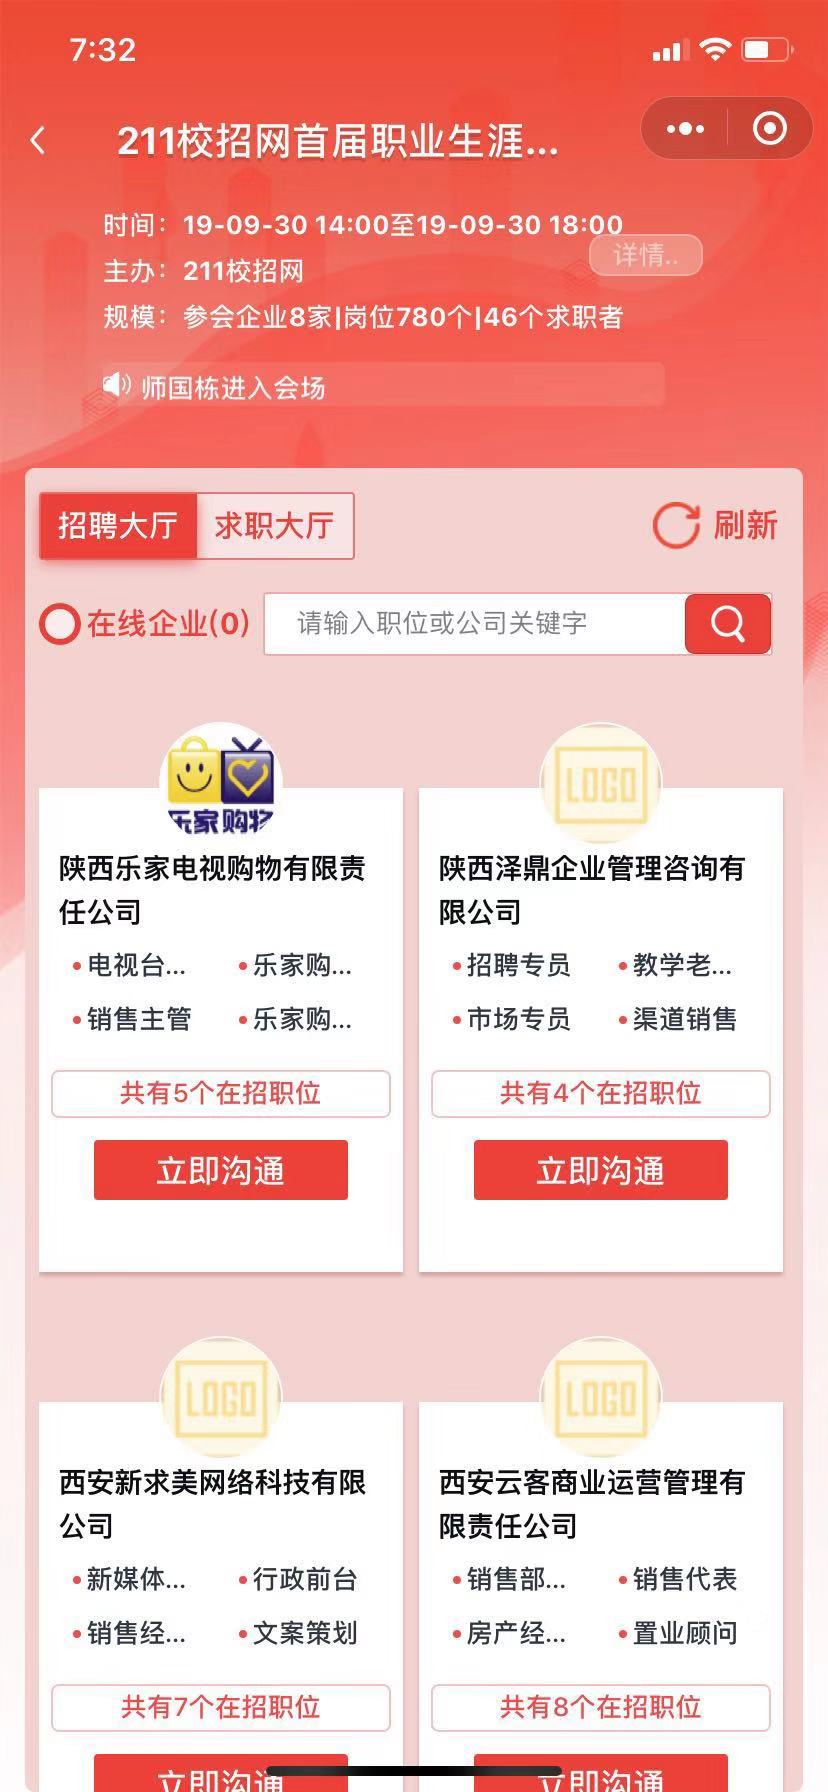 7:32
211校招网首届职业生涯...
时间：19-09-30 14:00至19-09-30 18:00
详情..
主办：211校招网
规模：参会企业8家|岗位780个|46个求职者
师国栋进入会场
招聘大厅 求职大厅 刷新
在线企业(0) 请输入职位或公司关键字
乐家购物
陕西乐家电视购物有限责
任公司
•电视台... •乐家购...
•销售主管 •乐家购...
共有5个在招职位
立即沟通
LOGO
陕西泽鼎企业管理咨询有
限公司
•招聘专员 •教学老...
•市场专员 •渠道销售
共有4个在招职位
立即沟通
LOGO
西安新求美网络科技有限
公司
•新媒体... •行政前台
•销售经... •文案策划
共有7个在招职位
立即沟通
LOGO
西安云客商业运营管理有
限责任公司
•销售部... •销售代表
•房产经... •置业顾问
共有8个在招职位
立即沟通